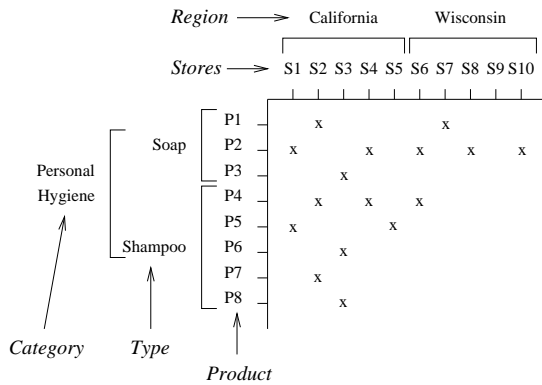 Region California Wisconsin
Stores S1 S2 S3 S4 S5 S6 S7 S8 S9 S10
P1 x x
Soap P2 x x x x x
Personal P3 x
Hygiene P4 x x x
P5 x x
Shampoo P6 x
P7 x
P8 x
Category Type
Product